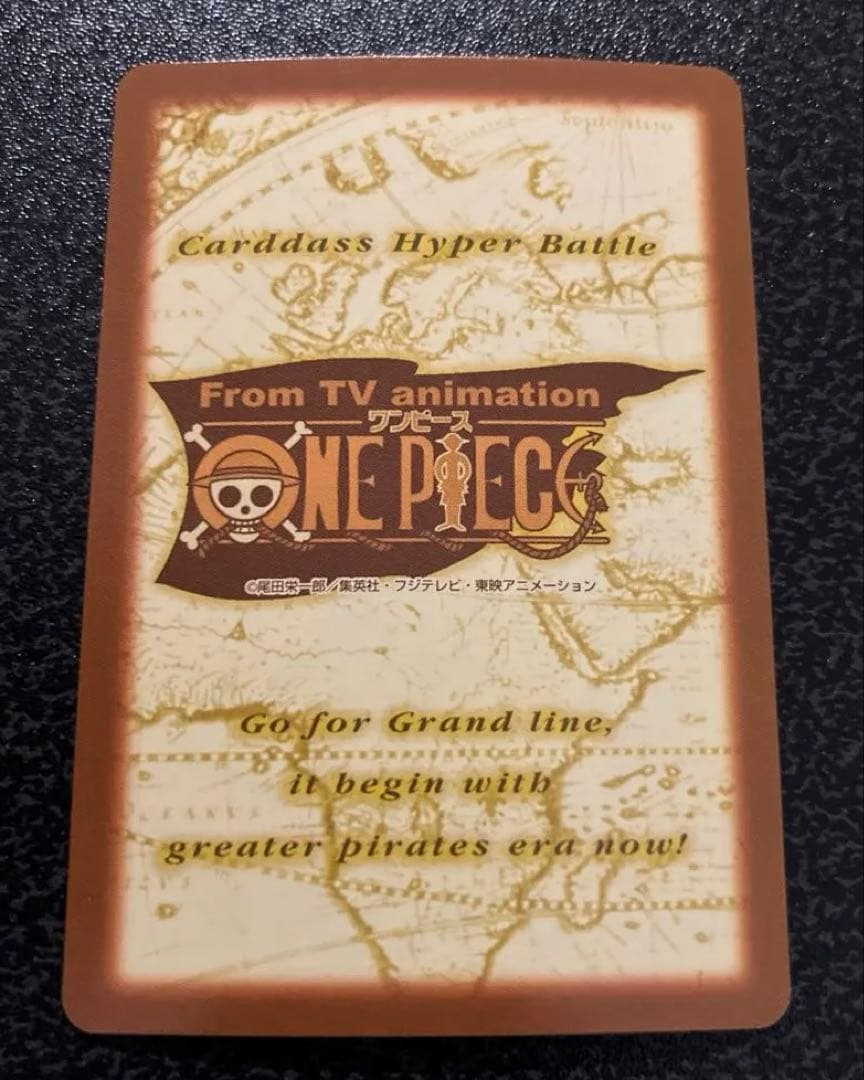 Septentrio
Carddass Hyper Battle
From TV animation
ワンピース
ONE PIECE
©尾田栄一郎／集英社・フジテレビ・東映アニメーション
Go for Grand line,
it begin with
greater pirates era now!